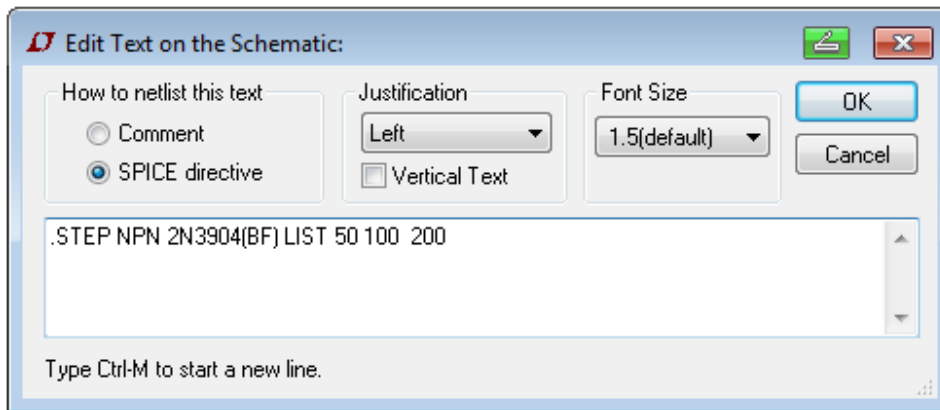 Edit Text on the Schematic:
How to netlist this text
Comment
SPICE directive
Justification
Left
Vertical Text
Font Size
1.5(default)
OK
Cancel
.STEP NPN 2N3904(BF) LIST 50 100  200
Type Ctrl-M to start a new line.